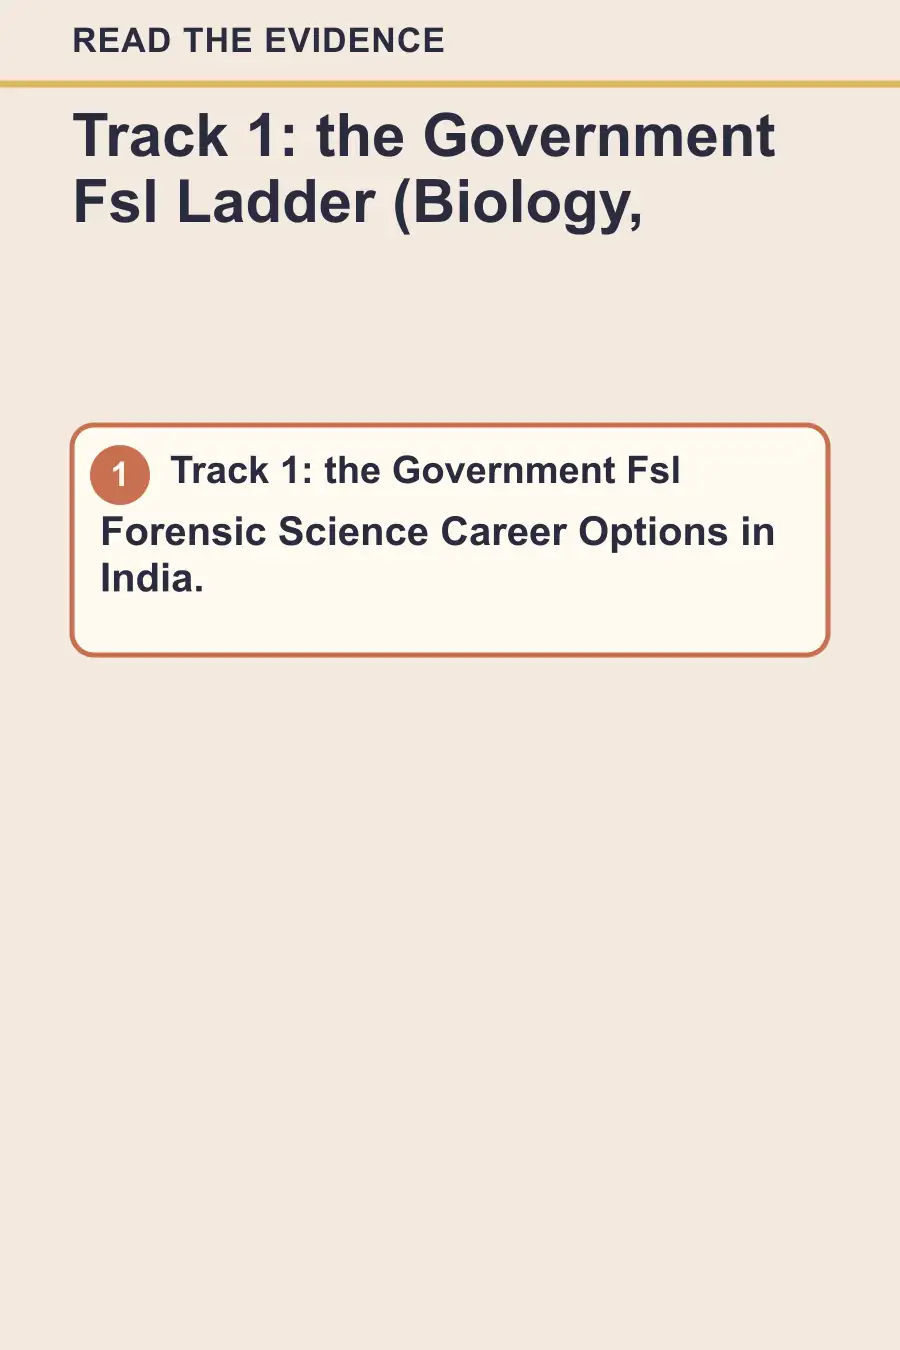 READ THE EVIDENCE
Track 1: the Government
Fsl Ladder (Biology,
1 Track 1: the Government Fsl
Forensic Science Career Options in
India.